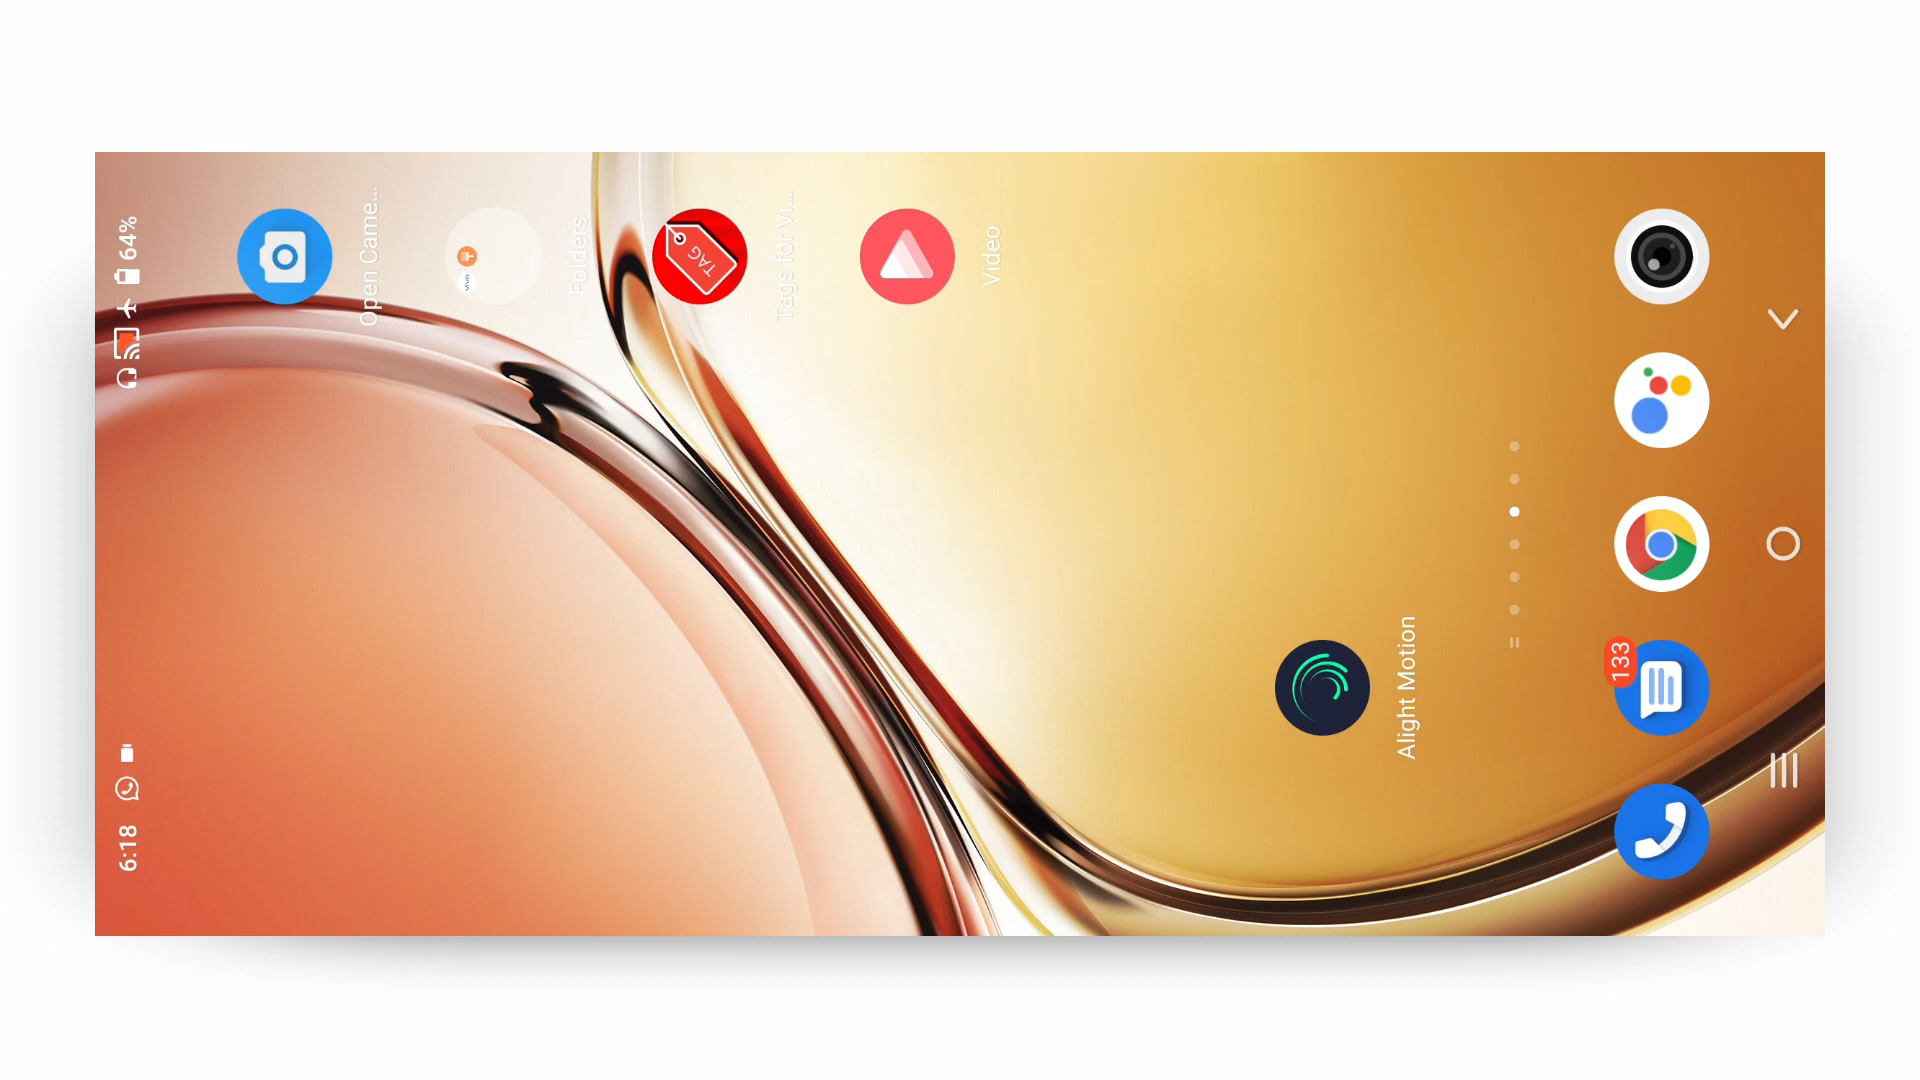 6:18
64%
Open Came...
Folders
TAG
Tags for Vi...
Video
Alight Motion
133